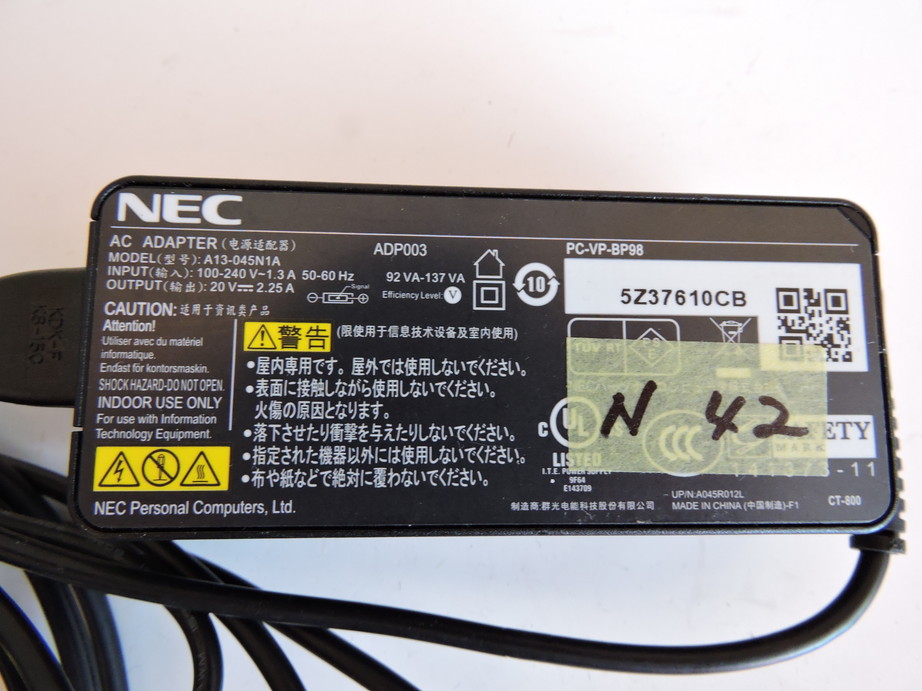 NEC
AC ADAPTER (电源适配器)
MODEL(型号): A13-045N1A
INPUT(输入): 100-240 V~1.3 A 50-60 Hz
OUTPUT(输出): 20 V⎓ 2.25 A
Signal
ADP003
92 VA-137 VA
Efficiency Level: V
10
PC-VP-BP98
5Z37610CB
CAUTION: 适用于资讯类产品
Attention!
Utiliser avec du matériel
informatique.
Endast för kontorsmaskin.
SHOCK HAZARD-DO NOT OPEN.
INDOOR USE ONLY
For use with Information
Technology Equipment.
警告 (限使用于信息技术设备及室内使用)
•屋内専用です。屋外では使用しないでください。
•表面に接触しながら使用しないでください。
火傷の原因となります。
•落下させたり衝撃を与えたりしないでください。
•指定された機器以外には使用しないでください。
•布や紙などで絶対に覆わないでください。
N 42
C UL
LISTED
I.T.E. POWER SUPPLY
9F64
E143709
CCC
ETY
-11
NEC Personal Computers, Ltd.
制造商:群光电能科技股份有限公司
UP/N:A045R012L
MADE IN CHINA (中国制造)-F1
CT-800
KDK-F
KS-15C